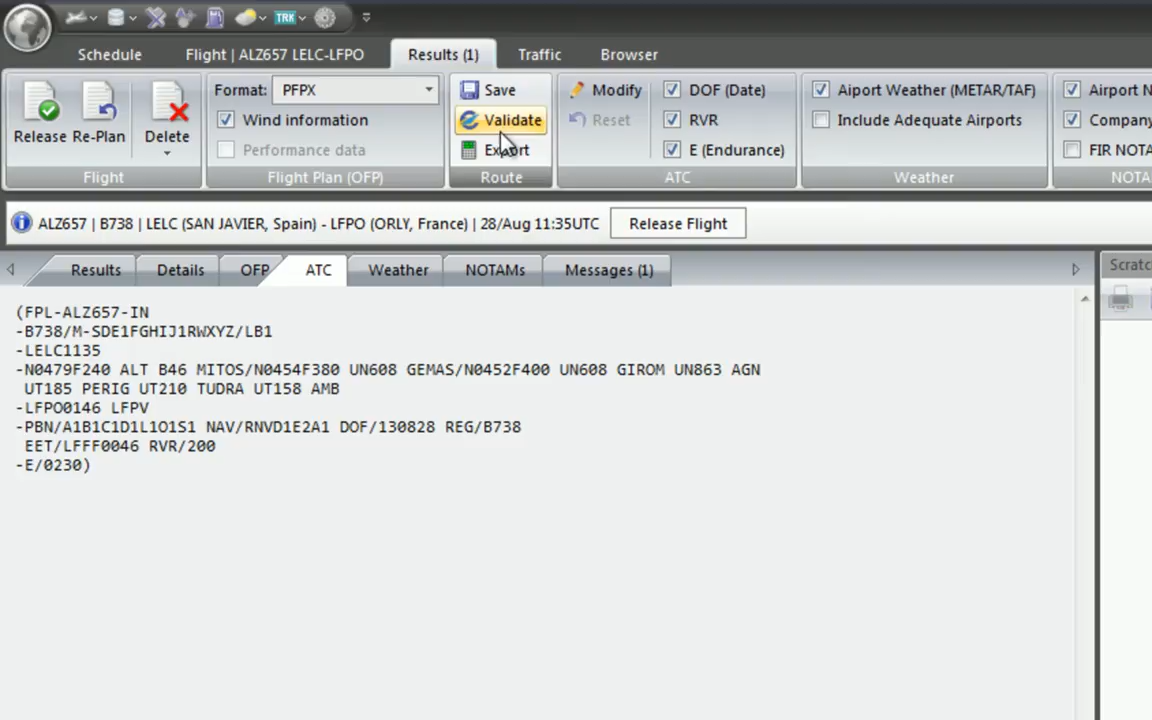 TRK
Schedule Flight | ALZ657 LELC-LFPO Results (1) Traffic Browser
Release Re-Plan Delete
Flight
Format: PFPX
Wind information
Performance data
Flight Plan (OFP)
Save
Validate
Export
Route
Modify
Reset
DOF (Date)
RVR
E (Endurance)
ATC
Aiport Weather (METAR/TAF)
Include Adequate Airports
Weather
Airport N
Company
FIR NOTA
NOTA
ALZ657 | B738 | LELC (SAN JAVIER, Spain) - LFPO (ORLY, France) | 28/Aug 11:35UTC Release Flight
Results Details OFP ATC Weather NOTAMs Messages (1)
Scratc
(FPL-ALZ657-IN
-B738/M-SDE1FGHIJ1RWXYZ/LB1
-LELC1135
-N0479F240 ALT B46 MITOS/N0454F380 UN608 GEMAS/N0452F400 UN608 GIROM UN863 AGN
UT185 PERIG UT210 TUDRA UT158 AMB
-LFPO0146 LFPV
-PBN/A1B1C1D1L1O1S1 NAV/RNVD1E2A1 DOF/130828 REG/B738
EET/LFFF0046 RVR/200
-E/0230)